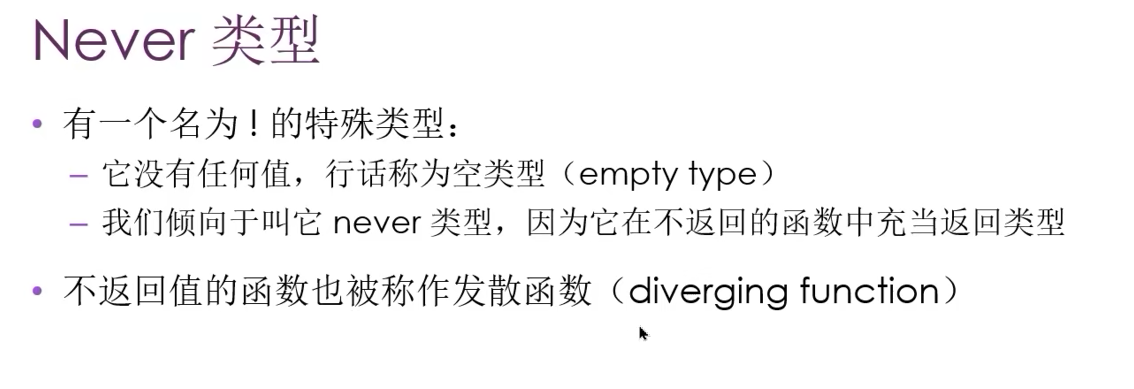 Never 类型
• 有一个名为 ! 的特殊类型：
– 它没有任何值，行话称为空类型（empty type）
– 我们倾向于叫它 never 类型，因为它在不返回的函数中充当返回类型
• 不返回值的函数也被称作发散函数（diverging function）